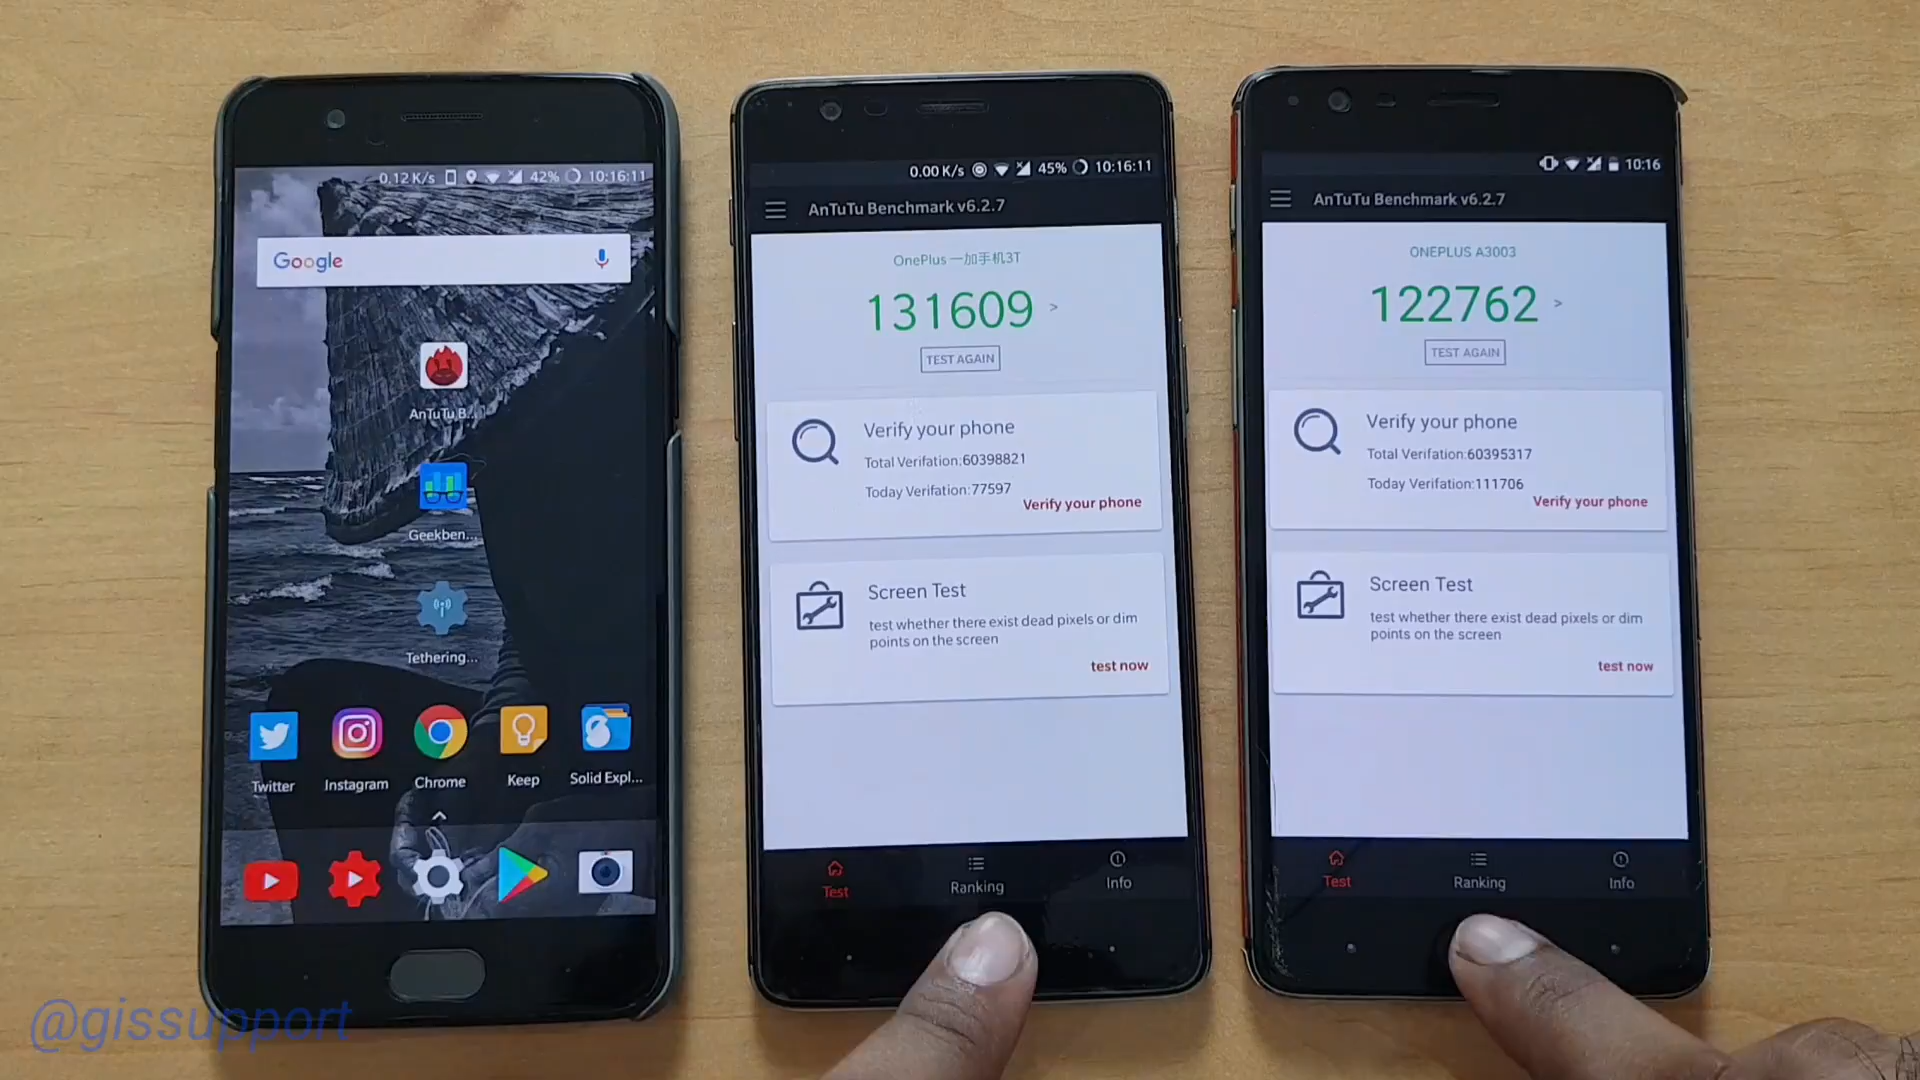 0.12 K/s 42% 10:16:11
Google
AnTuTu B...
Geekben...
Tethering...
Twitter
Instagram
Chrome
Keep
Solid Expl...
0.00 K/s 45% 10:16:11
AnTuTu Benchmark v6.2.7
OnePlus 一加手机3T
131609 >
TEST AGAIN
Verify your phone
Total Verifation:60398821
Today Verifation:77597
Verify your phone
Screen Test
test whether there exist dead pixels or dim
points on the screen
test now
Test
Ranking
Info
10:16
AnTuTu Benchmark v6.2.7
ONEPLUS A3003
122762 >
TEST AGAIN
Verify your phone
Total Verifation:60395317
Today Verifation:111706
Verify your phone
Screen Test
test whether there exist dead pixels or dim
points on the screen
test now
Test
Ranking
Info
@gissupport